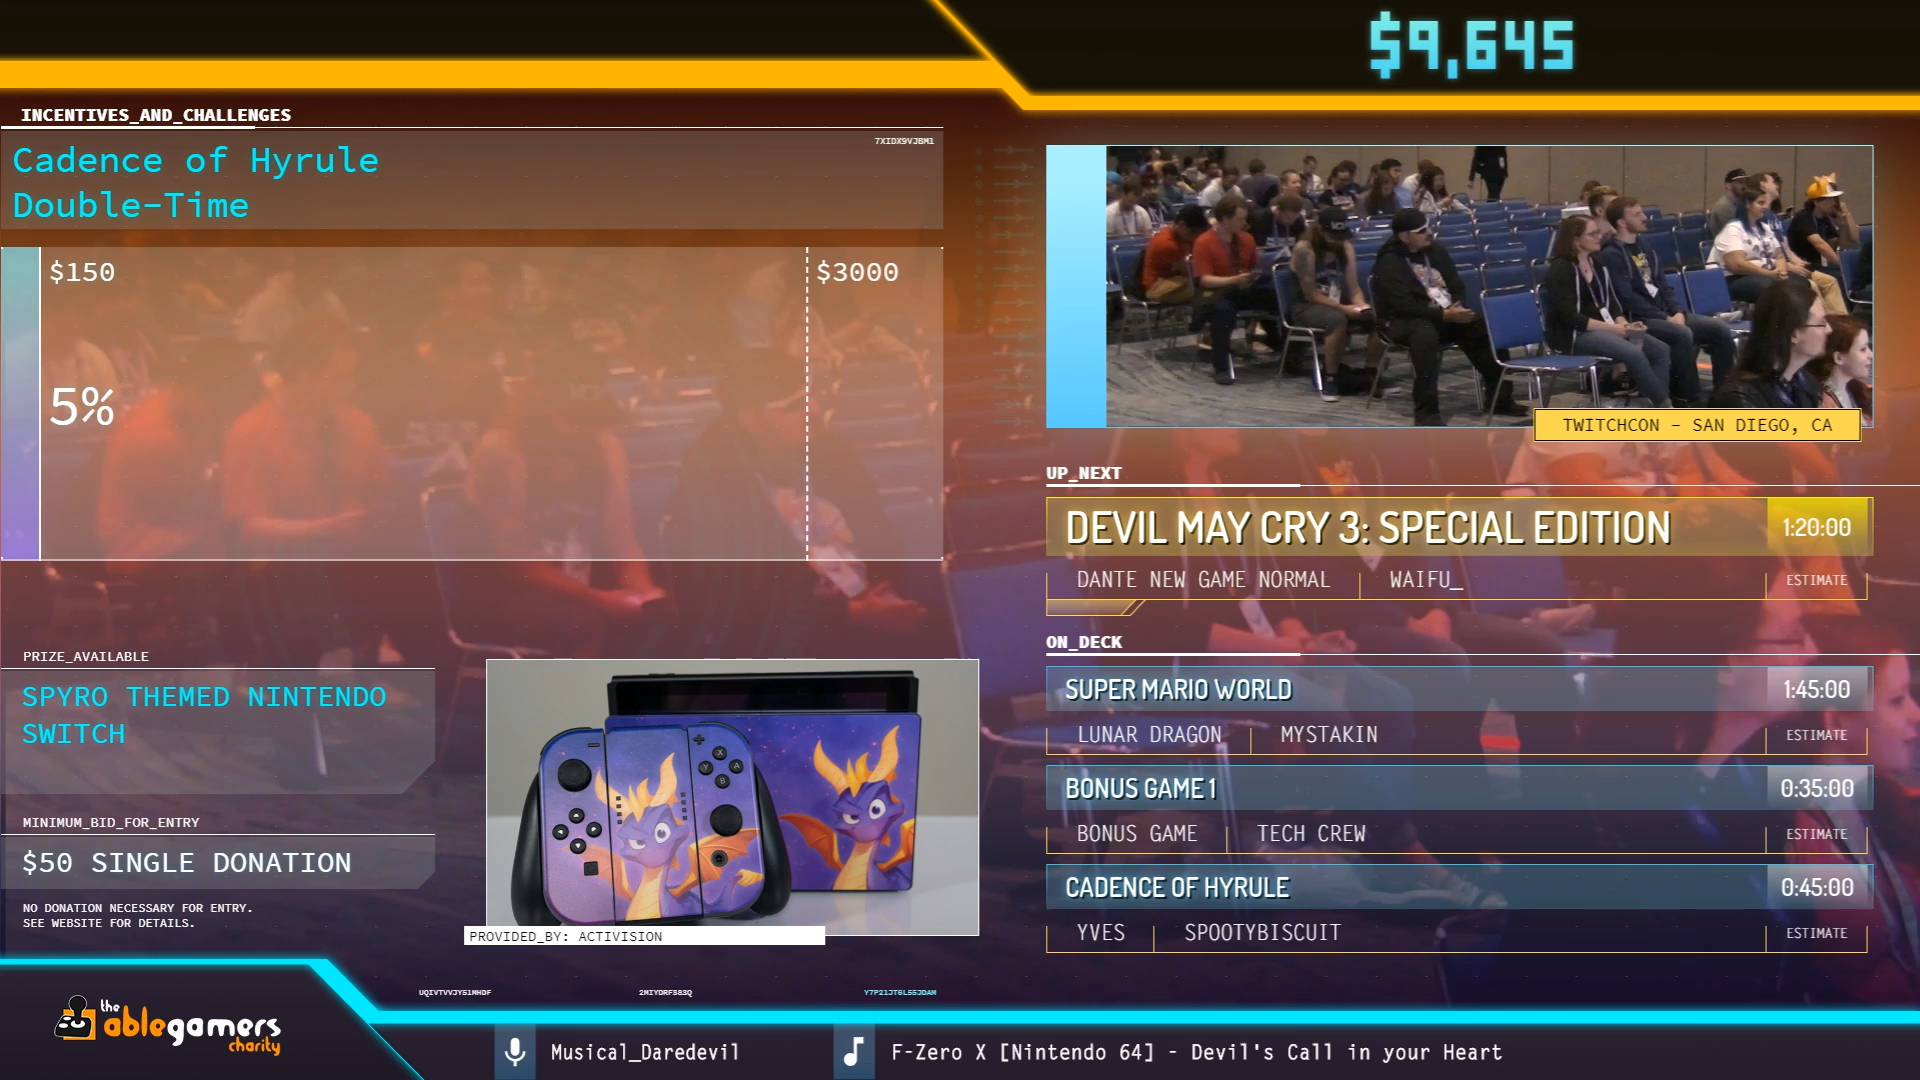 $9,645
INCENTIVES_AND_CHALLENGES
7XIDX9VJBM1
Cadence of Hyrule
Double-Time
$150
$3000
5%
TWITCHCON - SAN DIEGO, CA
UP_NEXT
DEVIL MAY CRY 3: SPECIAL EDITION
1:20:00
DANTE NEW GAME NORMAL
WAIFU_
ESTIMATE
ON_DECK
SUPER MARIO WORLD
1:45:00
LUNAR DRAGON
MYSTAKIN
ESTIMATE
BONUS GAME 1
0:35:00
BONUS GAME
TECH CREW
ESTIMATE
CADENCE OF HYRULE
0:45:00
YVES
SPOOTYBISCUIT
ESTIMATE
PRIZE_AVAILABLE
SPYRO THEMED NINTENDO
SWITCH
MINIMUM_BID_FOR_ENTRY
$50 SINGLE DONATION
NO DONATION NECESSARY FOR ENTRY.
SEE WEBSITE FOR DETAILS.
X
Y
A
B
PROVIDED_BY: ACTIVISION
the
ablegamers
charity
Musical_Daredevil
F-Zero X [Nintendo 64] - Devil's Call in your Heart